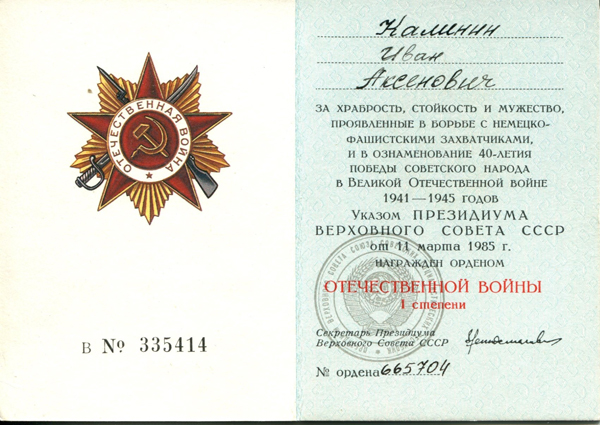 ОТЕЧЕСТВЕННАЯ ВОЙНА
В № 335414
Каленин
Иван
Аксенович
ЗА ХРАБРОСТЬ, СТОЙКОСТЬ И МУЖЕСТВО,
ПРОЯВЛЕННЫЕ В БОРЬБЕ С НЕМЕЦКО-
ФАШИСТСКИМИ ЗАХВАТЧИКАМИ,
И В ОЗНАМЕНОВАНИЕ 40-ЛЕТИЯ
ПОБЕДЫ СОВЕТСКОГО НАРОДА
В ВЕЛИКОЙ ОТЕЧЕСТВЕННОЙ ВОЙНЕ
1941—1945 ГОДОВ
УКАЗОМ ПРЕЗИДИУМА
ВЕРХОВНОГО СОВЕТА СССР
от 11 марта 1985 г.
НАГРАЖДЕН ОРДЕНОМ
ОТЕЧЕСТВЕННОЙ ВОЙНЫ
I степени
Секретарь Президиума
Верховного Совета СССР
№ ордена 665704